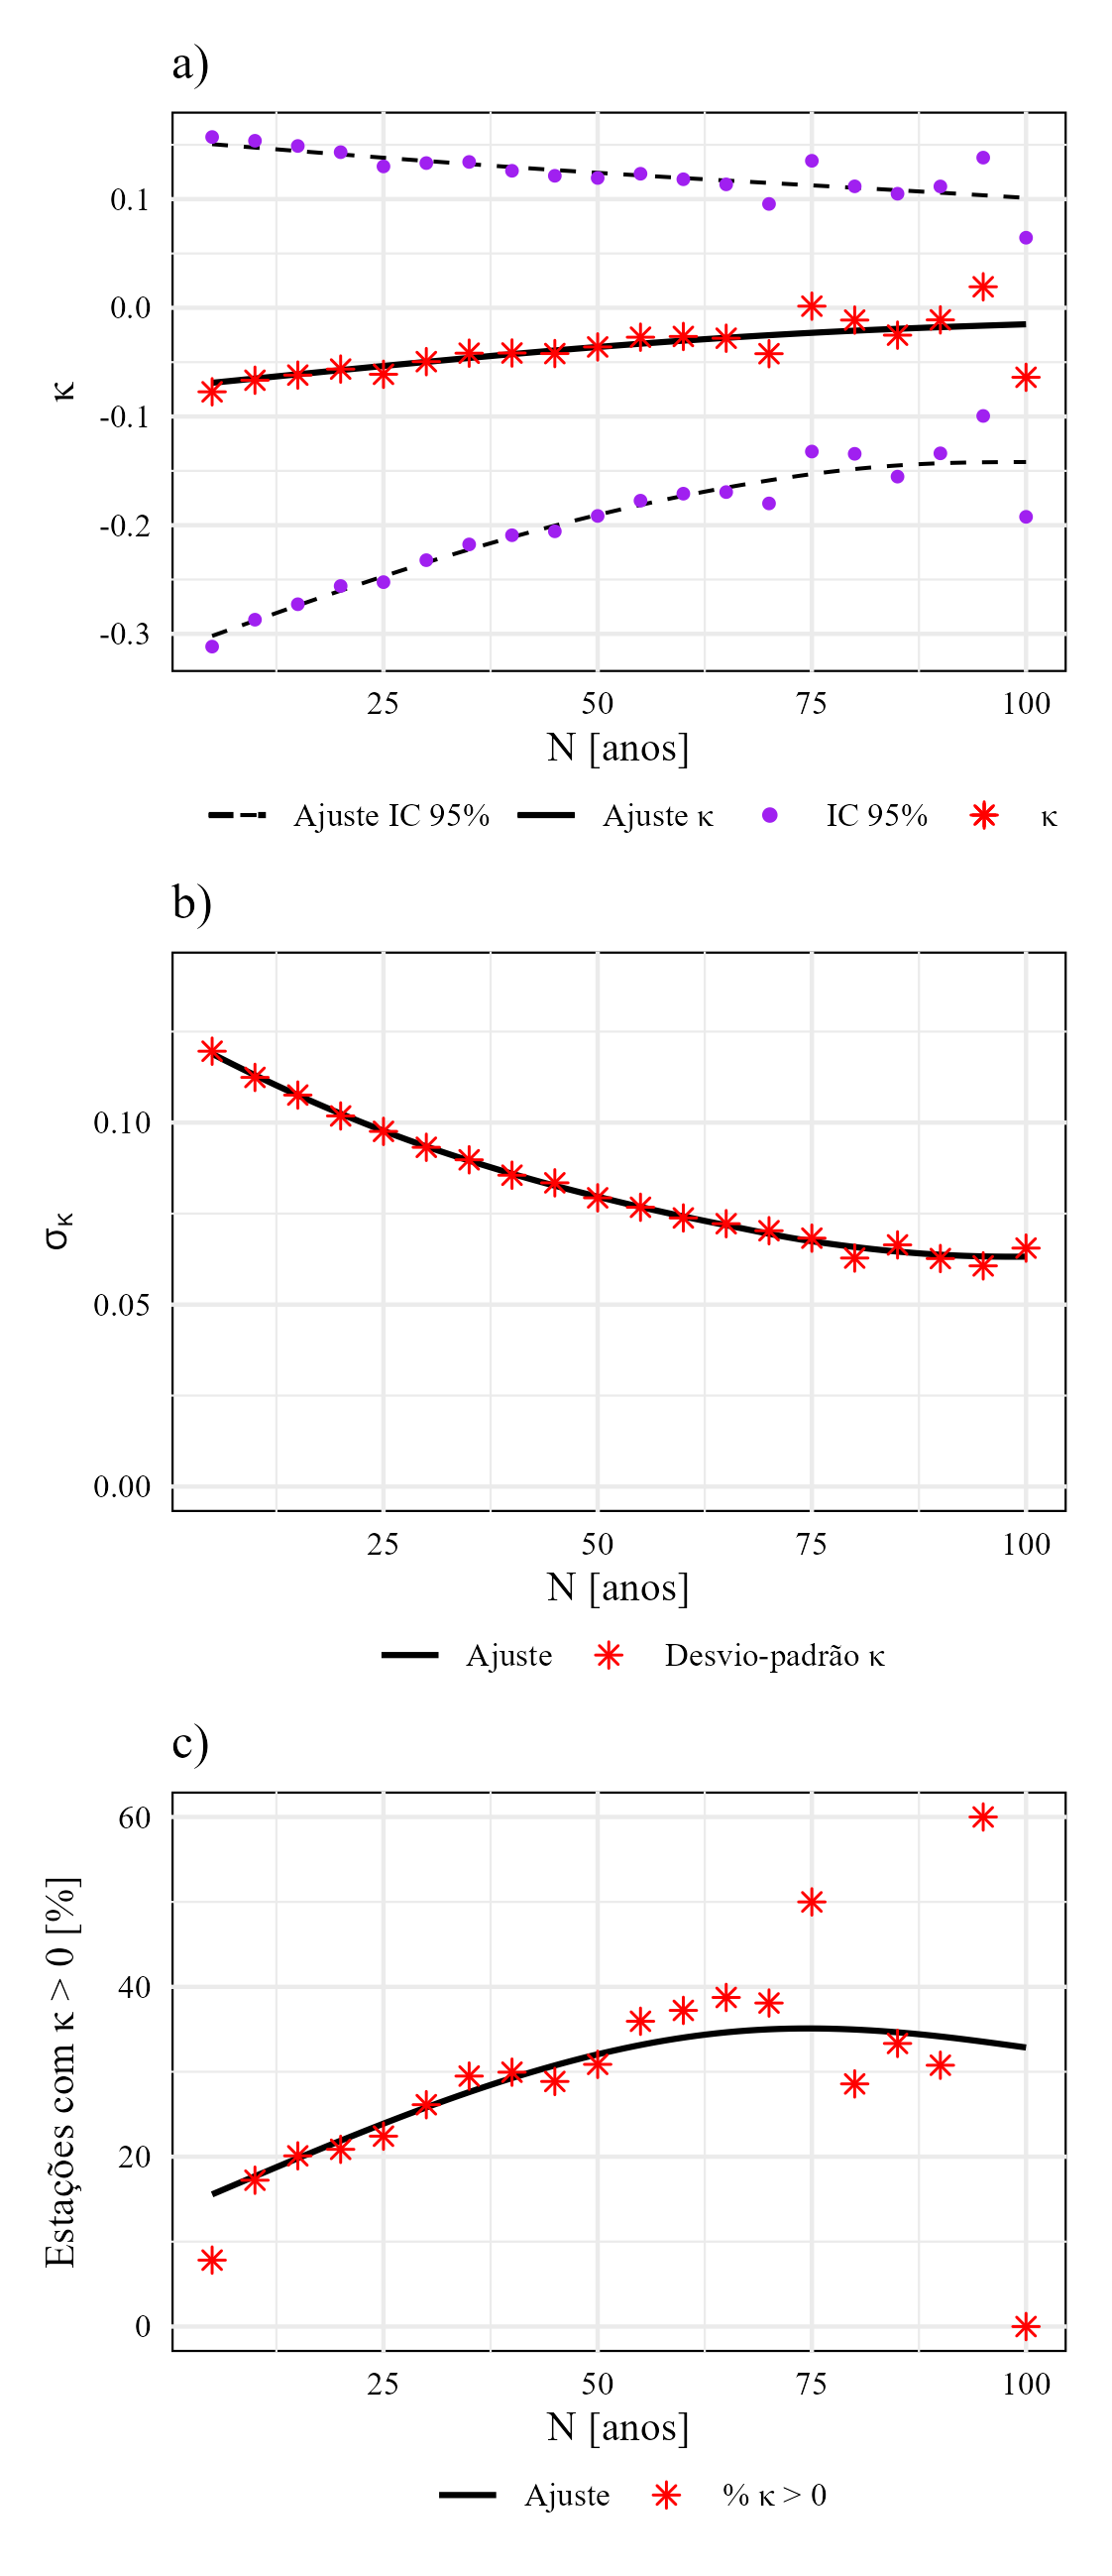 a)
0.1
0.0
-0.1
-0.2
-0.3
κ
25 50 75 100
N [anos]
Ajuste IC 95% Ajuste κ IC 95% κ
b)
0.10
0.05
0.00
σκ
25 50 75 100
N [anos]
Ajuste Desvio-padrão κ
c)
60
40
20
0
Estações com κ > 0 [%]
25 50 75 100
N [anos]
Ajuste % κ > 0